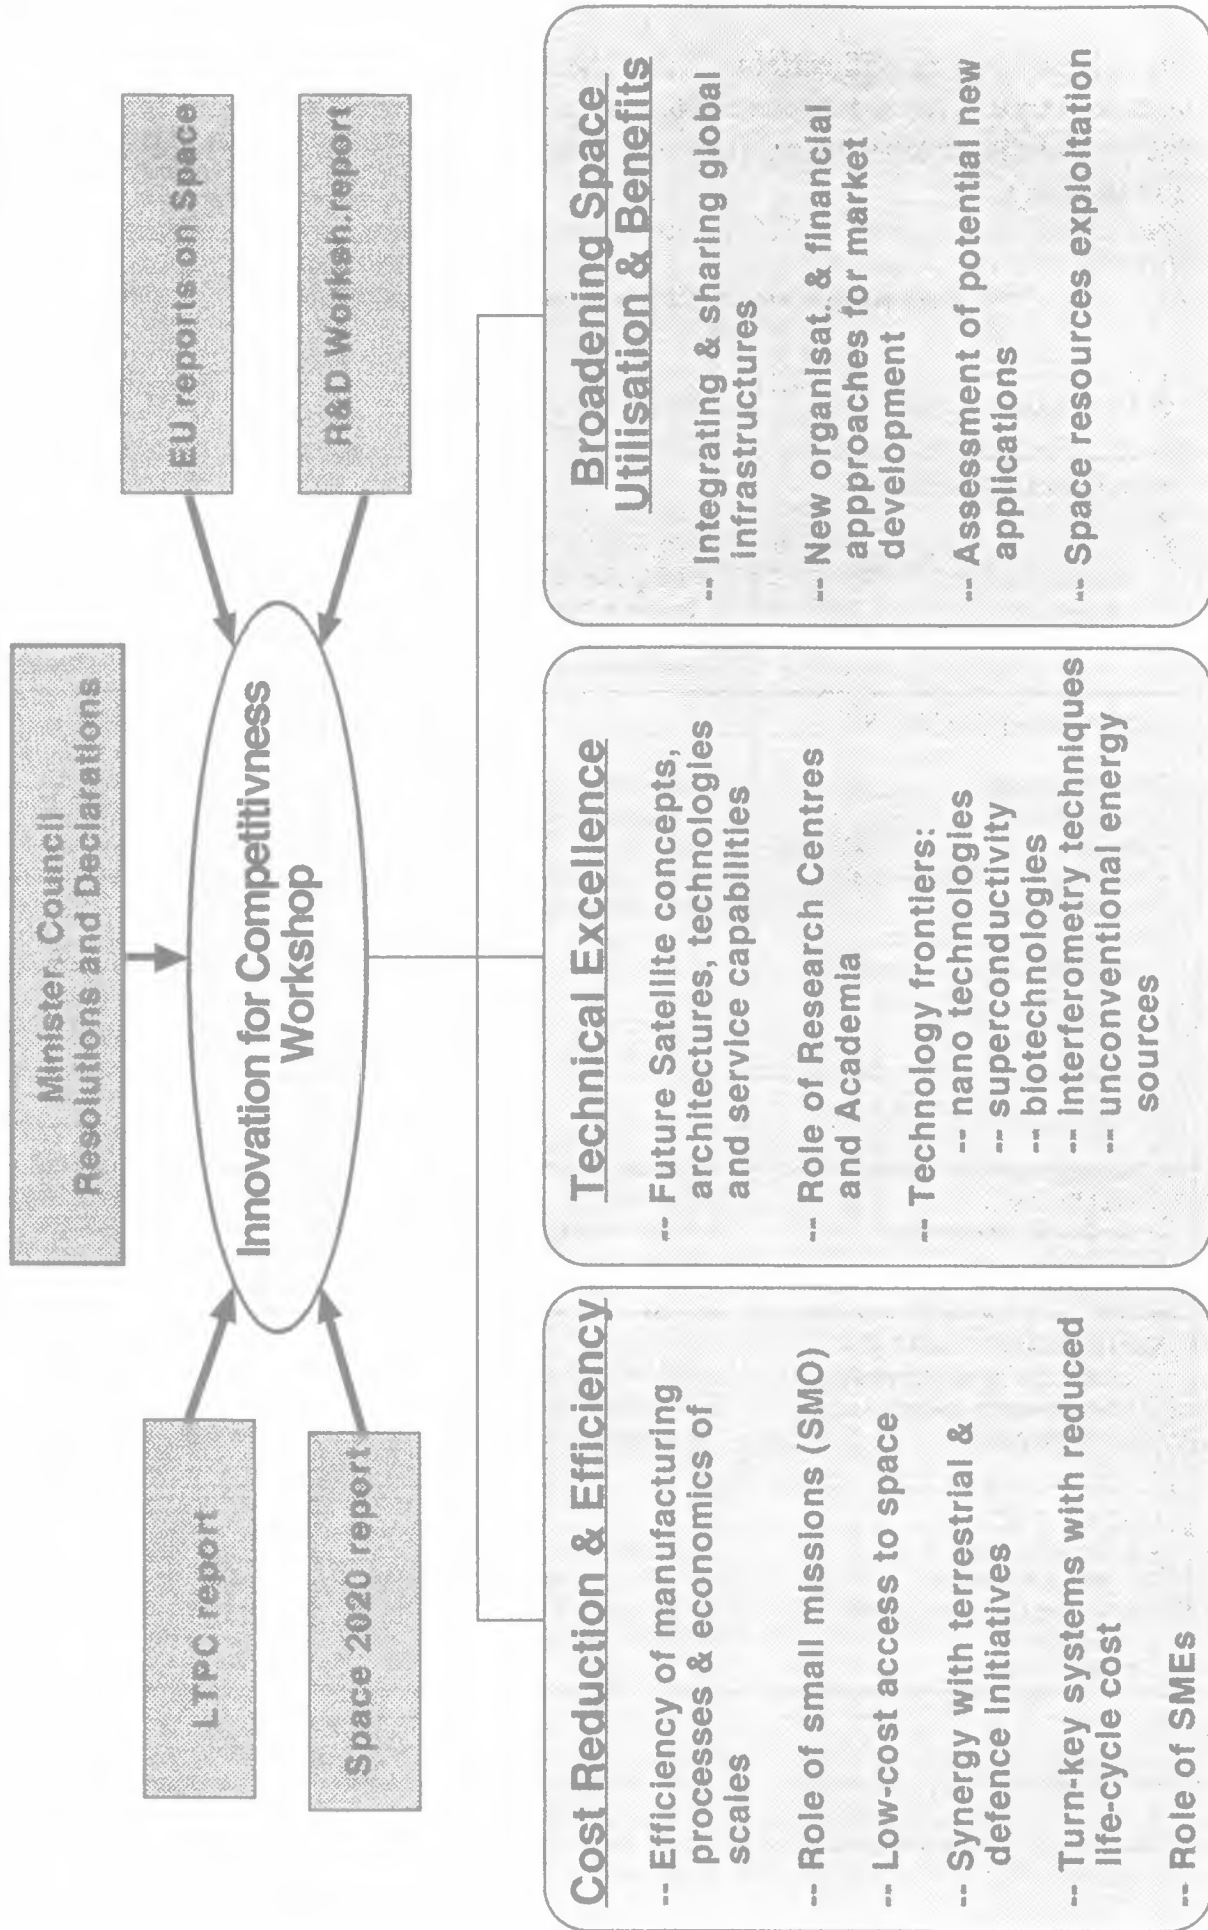 Minister. Council
Resolutions and Declarations
LTPC report
EU reports on Space
Space 2020 report
R&D Worksh.report
Innovation for Competitivness
Workshop
Cost Reduction & Efficiency
-- Efficiency of manufacturing
processes & economics of
scales
-- Role of small missions (SMO)
-- Low-cost access to space
-- Synergy with terrestrial &
defence Initiatives
-- Turn-key systems with reduced
life-cycle cost
-- Role of SMEs
Technical Excellence
-- Future Satellite concepts,
architectures, technologies
and service capabilities
-- Role of Research Centres
and Academia
-- Technology frontiers:
-- nano technologies
-- superconductivity
-- biotechnologies
-- interferometry techniques
-- unconventional energy
sources
Broadening Space
Utilisation & Benefits
-- Integrating & sharing global
infrastructures
-- New organisat. & financial
appproaches for market
development
-- Assessment of potential new
applications
-- Space resources exploitation